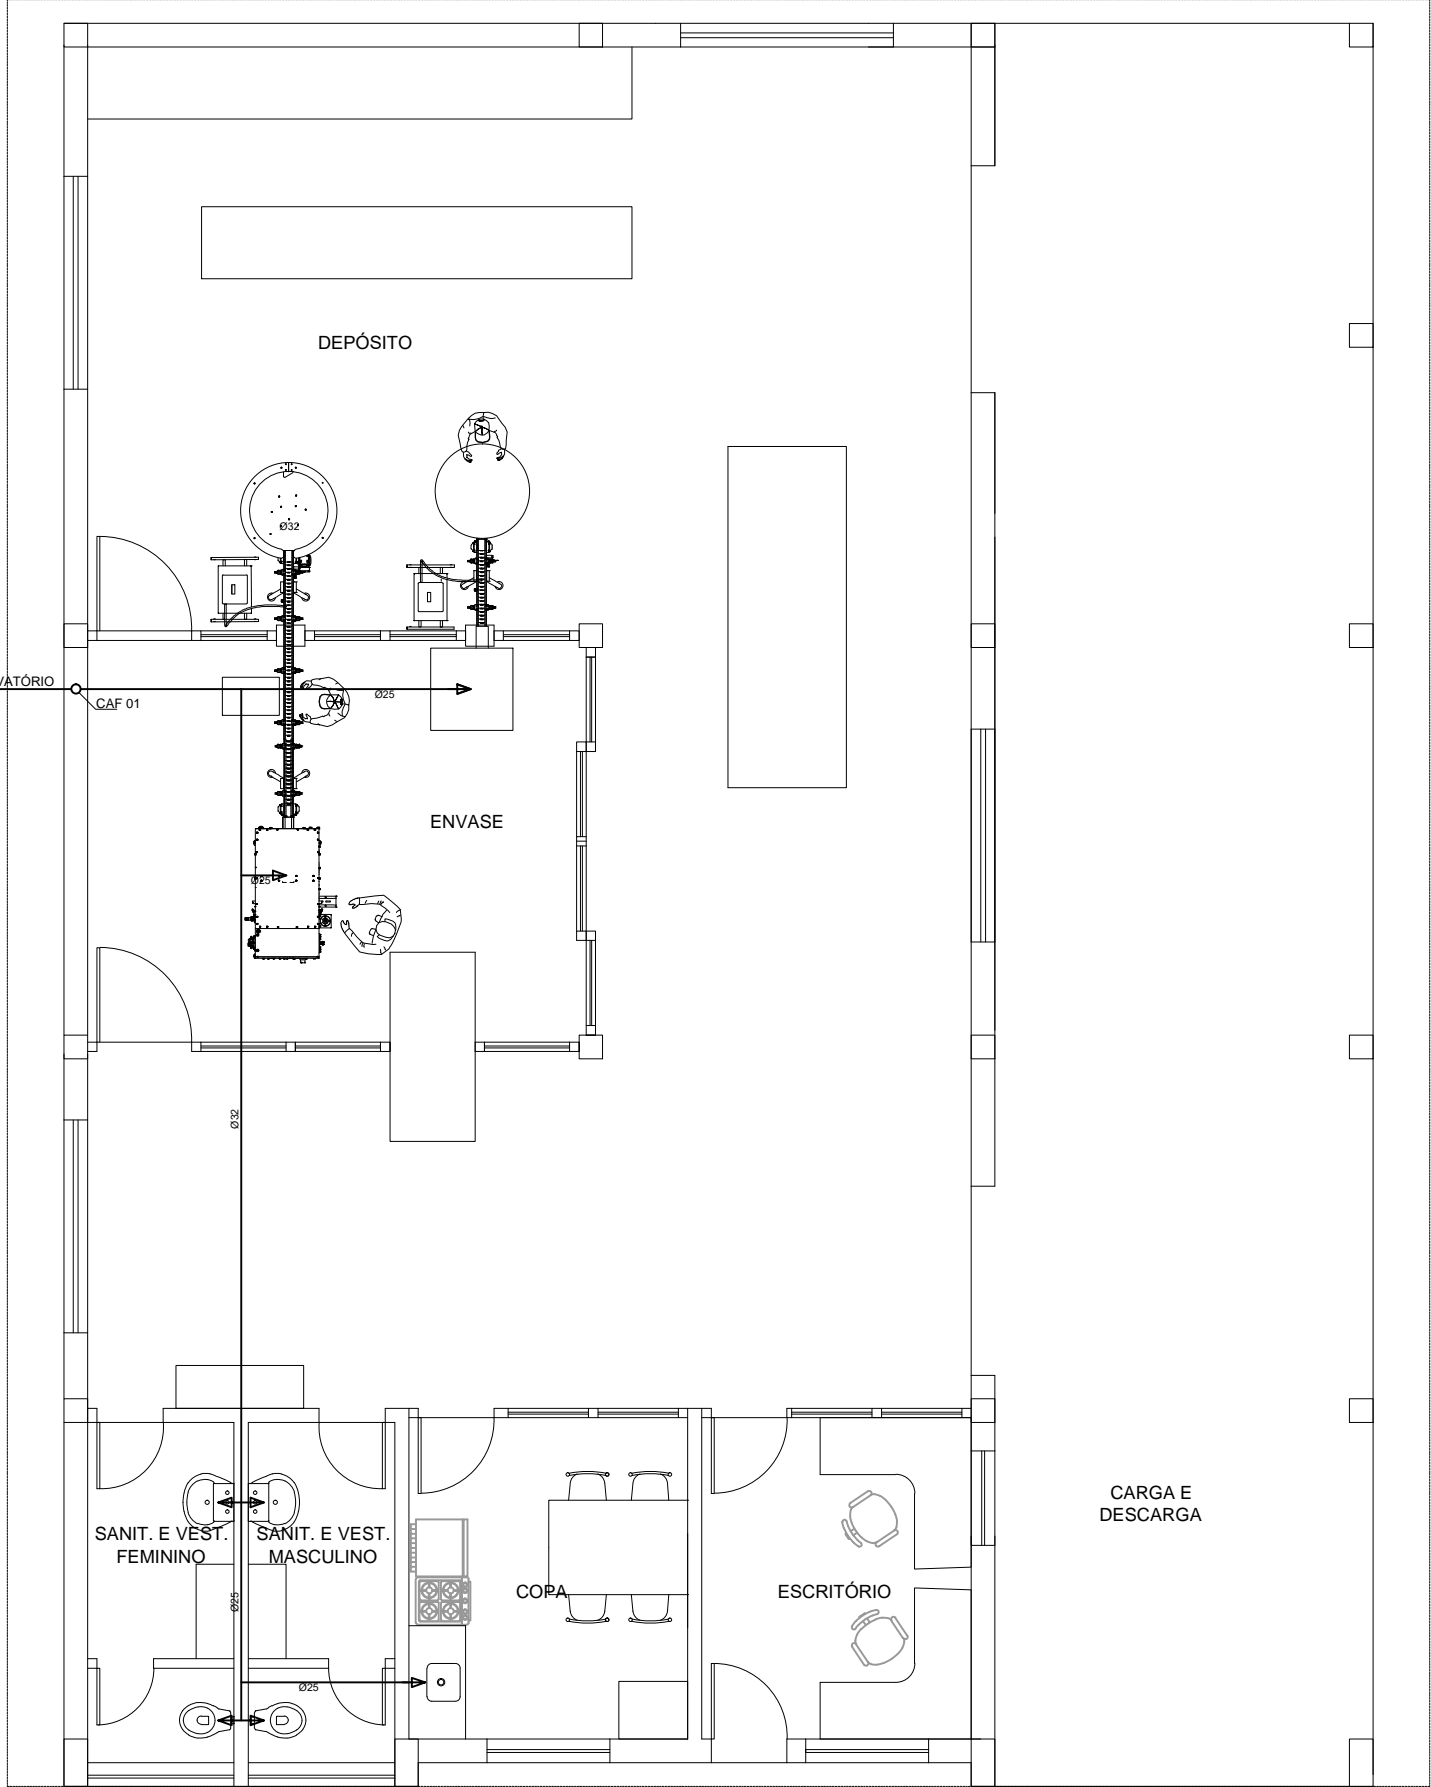 DEPÓSITO
Ø32
VATÓRIO
CAF 01
Ø25
ENVASE
Ø25
Ø32
CARGA E
DESCARGA
SANIT. E VEST.
FEMININO
SANIT. E VEST.
MASCULINO
COPA
ESCRITÓRIO
Ø25
Ø25